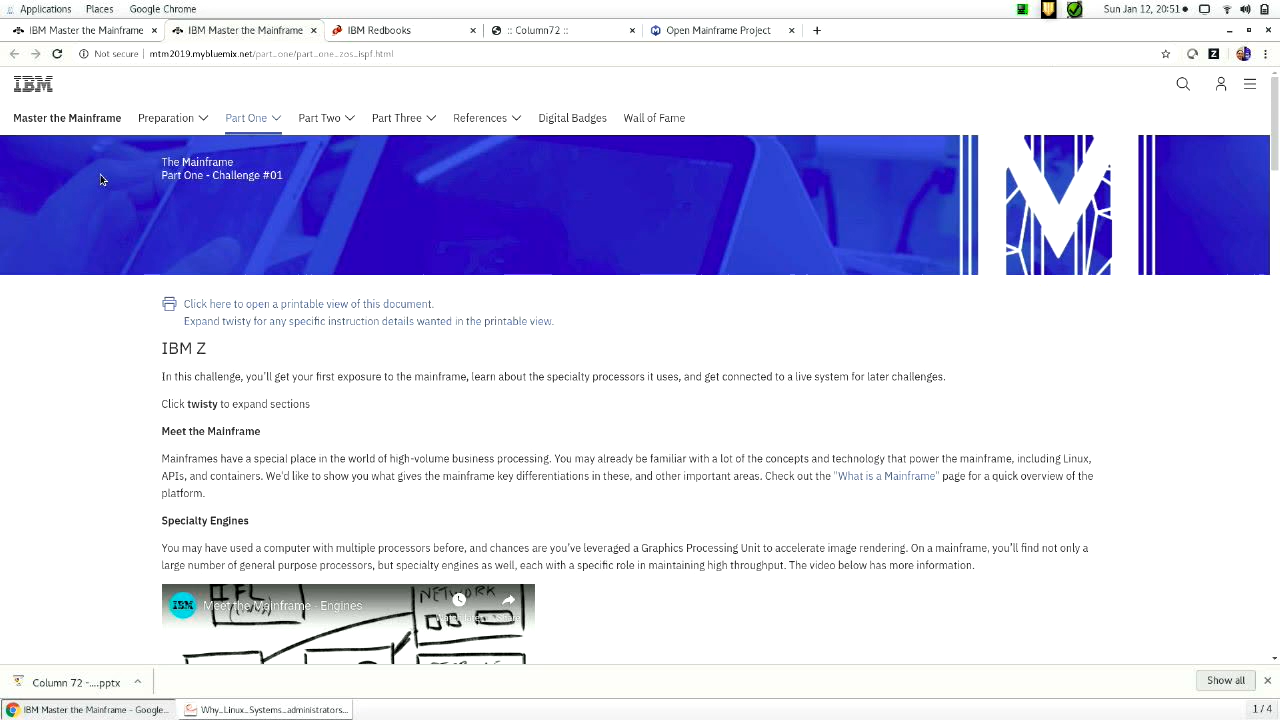 Applications Places Google Chrome Sun Jan 12, 20:51
IBM Master the Mainframe × IBM Master the Mainframe × IBM Redbooks × :: Column72 :: × Open Mainframe Project × +
Not secure | mtm2019.mybluemix.net/part_one/part_one_zos_ispf.html
IBM
Master the Mainframe Preparation Part One Part Two Part Three References Digital Badges Wall of Fame
The Mainframe
Part One - Challenge #01
Click here to open a printable view of this document.
Expand twisty for any specific instruction details wanted in the printable view.
IBM Z
In this challenge, you'll get your first exposure to the mainframe, learn about the specialty processors it uses, and get connected to a live system for later challenges.
Click twisty to expand sections
Meet the Mainframe
Mainframes have a special place in the world of high-volume business processing. You may already be familiar with a lot of the concepts and technology that power the mainframe, including Linux,
APIs, and containers. We'd like to show you what gives the mainframe key differentiations in these, and other important areas. Check out the "What is a Mainframe" page for a quick overview of the
platform.
Specialty Engines
You may have used a computer with multiple processors before, and chances are you've leveraged a Graphics Processing Unit to accelerate image rendering. On a mainframe, you'll find not only a
large number of general purpose processors, but specialty engines as well, each with a specific role in maintaining high throughput. The video below has more information.
IFL NETWORK
IBM Meet the Mainframe - Engines
Column 72 -....pptx Show all
IBM Master the Mainframe - Google... Why_Linux_Systems_administrators... 1 / 4